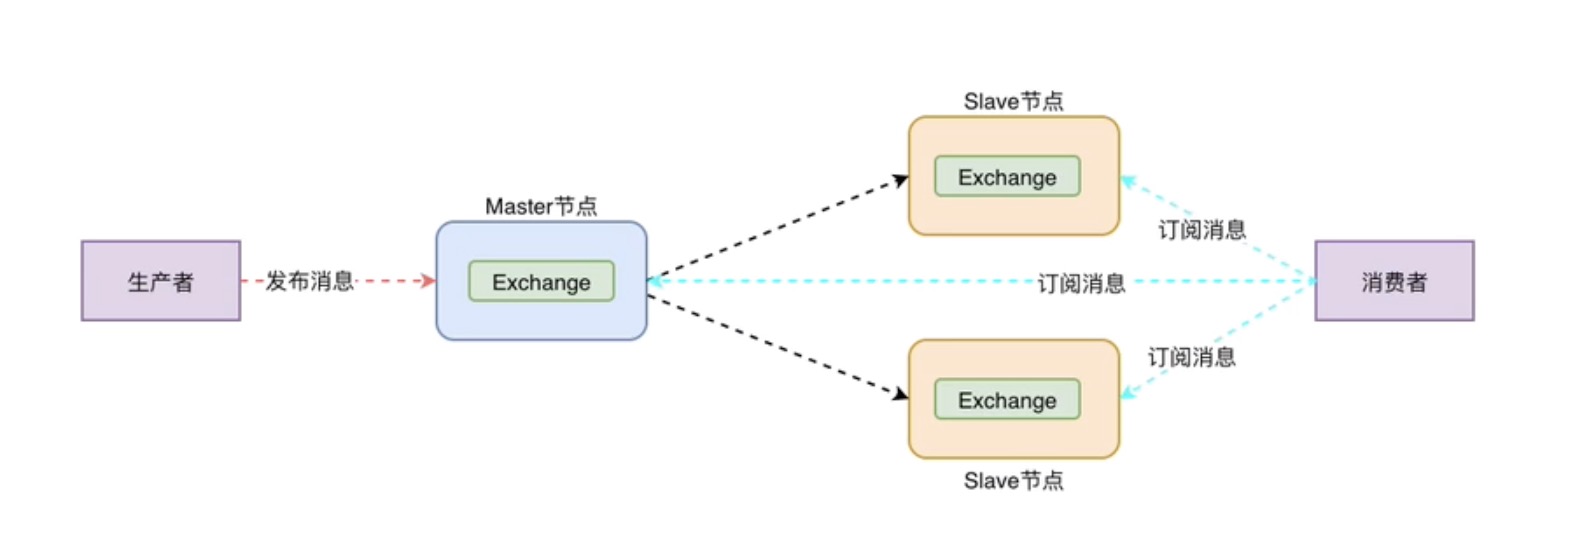 Slave节点
Exchange
Master节点
订阅消息
生产者
发布消息
Exchange
订阅消息
消费者
订阅消息
Exchange
Slave节点